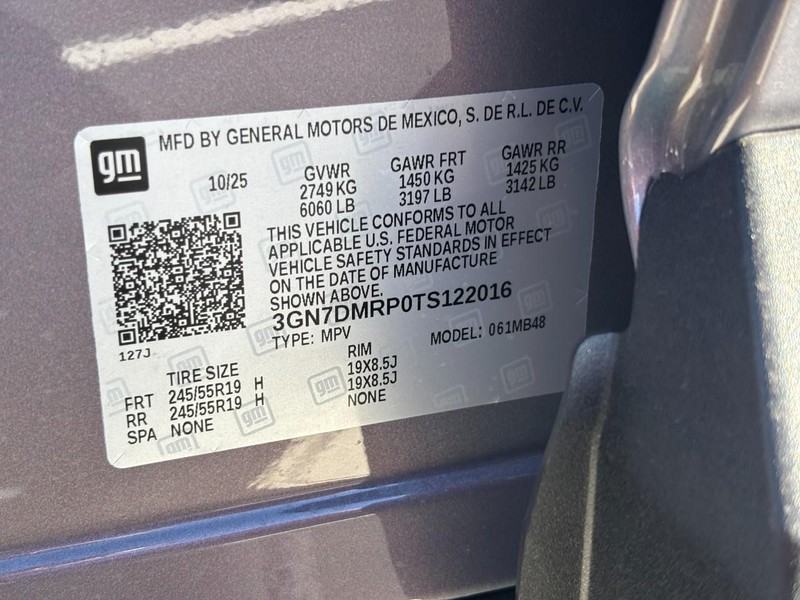 gm
MFD BY GENERAL MOTORS DE MEXICO, S. DE R.L. DE C.V.
10/25
GVWR
2749 KG
6060 LB
GAWR FRT
1450 KG
3197 LB
GAWR RR
1425 KG
3142 LB
THIS VEHICLE CONFORMS TO ALL
APPLICABLE U.S. FEDERAL MOTOR
VEHICLE SAFETY STANDARDS IN EFFECT
ON THE DATE OF MANUFACTURE
SHOWN ABOVE.
3GN7DMRP0TS122016
TYPE: MPV
MODEL: 061MB48
127J
TIRE SIZE RIM
FRT 245/55R19 H 19X8.5J
RR 245/55R19 H 19X8.5J
SPA NONE NONE